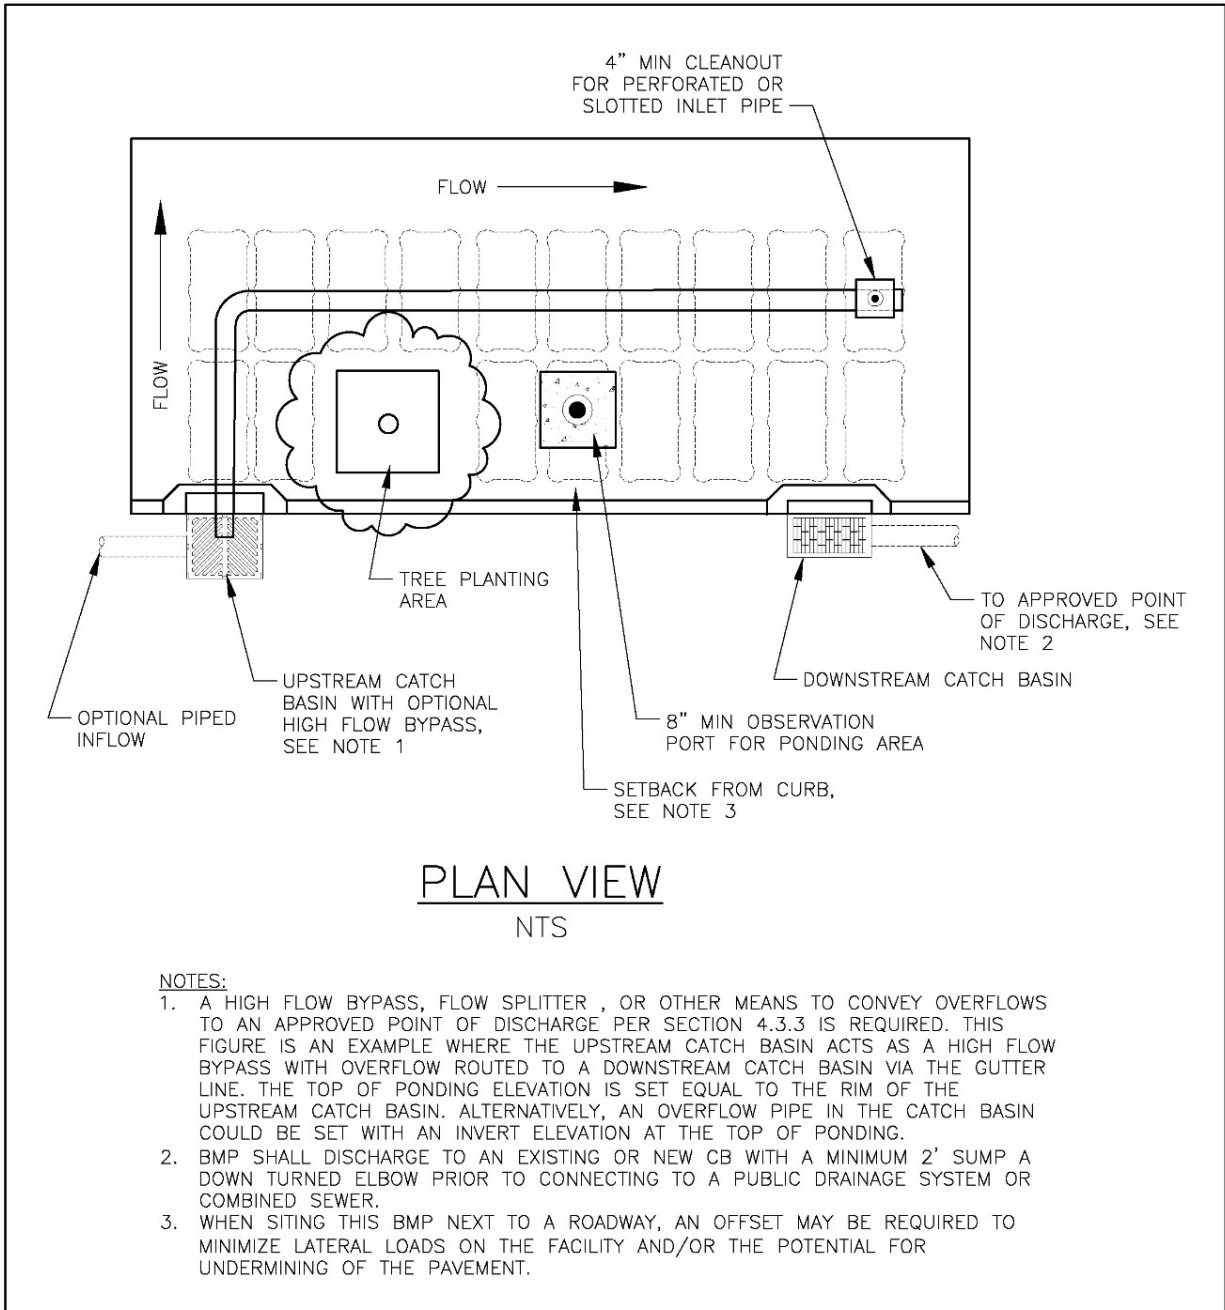 4” MIN CLEANOUT
FOR PERFORATED OR
SLOTTED INLET PIPE
FLOW
FLOW
TREE PLANTING
AREA
TO APPROVED POINT
OF DISCHARGE, SEE
NOTE 2
UPSTREAM CATCH
BASIN WITH OPTIONAL
HIGH FLOW BYPASS,
SEE NOTE 1
DOWNSTREAM CATCH BASIN
OPTIONAL PIPED
INFLOW
8” MIN OBSERVATION
PORT FOR PONDING AREA
SETBACK FROM CURB,
SEE NOTE 3
PLAN VIEW
NTS
NOTES:
1. A HIGH FLOW BYPASS, FLOW SPLITTER , OR OTHER MEANS TO CONVEY OVERFLOWS
TO AN APPROVED POINT OF DISCHARGE PER SECTION 4.3.3 IS REQUIRED. THIS
FIGURE IS AN EXAMPLE WHERE THE UPSTREAM CATCH BASIN ACTS AS A HIGH FLOW
BYPASS WITH OVERFLOW ROUTED TO A DOWNSTREAM CATCH BASIN VIA THE GUTTER
LINE. THE TOP OF PONDING ELEVATION IS SET EQUAL TO THE RIM OF THE
UPSTREAM CATCH BASIN. ALTERNATIVELY, AN OVERFLOW PIPE IN THE CATCH BASIN
COULD BE SET WITH AN INVERT ELEVATION AT THE TOP OF PONDING.
2. BMP SHALL DISCHARGE TO AN EXISTING OR NEW CB WITH A MINIMUM 2’ SUMP A
DOWN TURNED ELBOW PRIOR TO CONNECTING TO A PUBLIC DRAINAGE SYSTEM OR
COMBINED SEWER.
3. WHEN SITING THIS BMP NEXT TO A ROADWAY, AN OFFSET MAY BE REQUIRED TO
MINIMIZE LATERAL LOADS ON THE FACILITY AND/OR THE POTENTIAL FOR
UNDERMINING OF THE PAVEMENT.